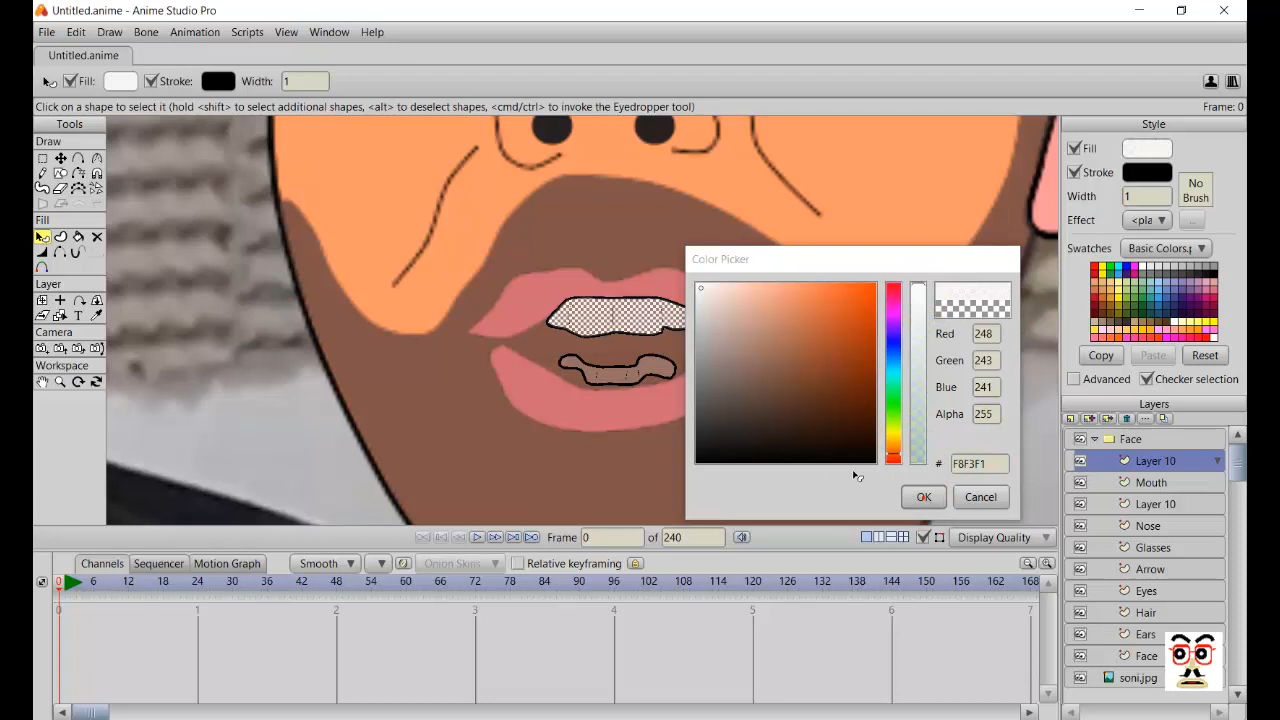 Untitled.anime - Anime Studio Pro
File Edit Draw Bone Animation Scripts View Window Help
Untitled.anime
Fill: Stroke: Width: 1
Click on a shape to select it (hold <shift> to select additional shapes, <alt> to deselect shapes, <cmd/ctrl> to invoke the Eyedropper tool) Frame: 0
Tools
Draw
Fill
Layer
Camera
Workspace
Color Picker
Red 248
Green 243
Blue 241
Alpha 255
# F8F3F1
OK Cancel
Style
Fill
Stroke
Width 1
No Brush
Effect <pla ...
Swatches Basic Colors.p
Copy Paste Reset
Advanced Checker selection
Layers
Face
Layer 10
Mouth
Layer 10
Nose
Glasses
Arrow
Eyes
Hair
Ears
Face
soni.jpg
Frame 0 of 240 Display Quality
Channels Sequencer Motion Graph Smooth Onion Skins Relative keyframing
0 6 12 18 24 30 36 42 48 54 60 66 72 78 84 90 96 102 108 114 120 126 132 138 144 150 156 162 168
0 1 2 3 4 5 6 7